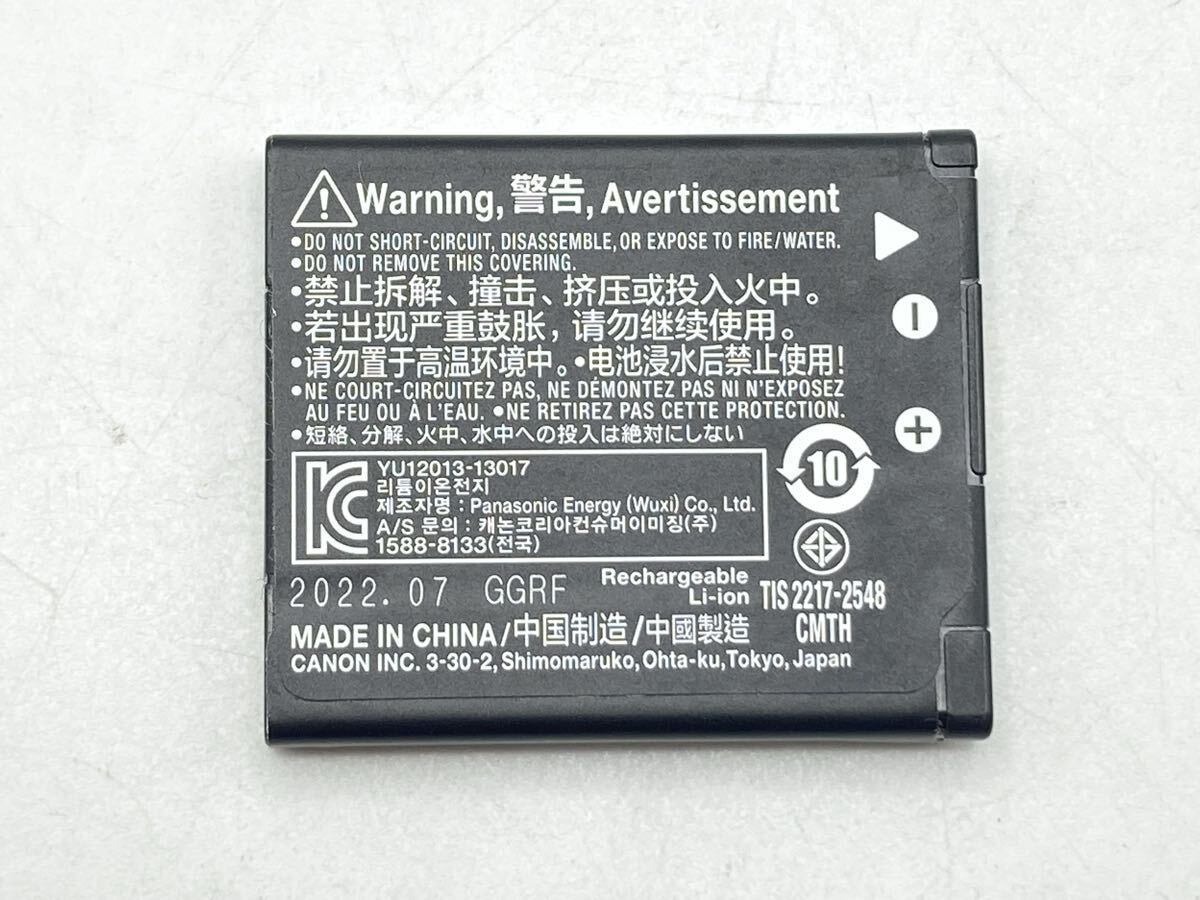 Warning, 警告, Avertissement
•DO NOT SHORT-CIRCUIT, DISASSEMBLE, OR EXPOSE TO FIRE/WATER.
•DO NOT REMOVE THIS COVERING.
•禁止拆解、撞击、挤压或投入火中。
•若出现严重鼓胀，请勿继续使用。
•请勿置于高温环境中。•电池浸水后禁止使用!
•NE COURT-CIRCUITEZ PAS, NE DÉMONTEZ PAS NI N'EXPOSEZ
AU FEU OU À L'EAU. •NE RETIREZ PAS CETTE PROTECTION.
•短絡、分解、火中、水中への投入は絶対にしない
10
YU12013-13017
리튬이온전지
제조자명 : Panasonic Energy (Wuxi) Co., Ltd.
A/S 문의 : 캐논코리아컨슈머이미징(주)
1588-8133(전국)
2022.07 GGRF
Rechargeable
Li-ion
TIS 2217-2548
CMTH
MADE IN CHINA/中国制造/中國製造
CANON INC. 3-30-2, Shimomaruko, Ohta-ku, Tokyo, Japan